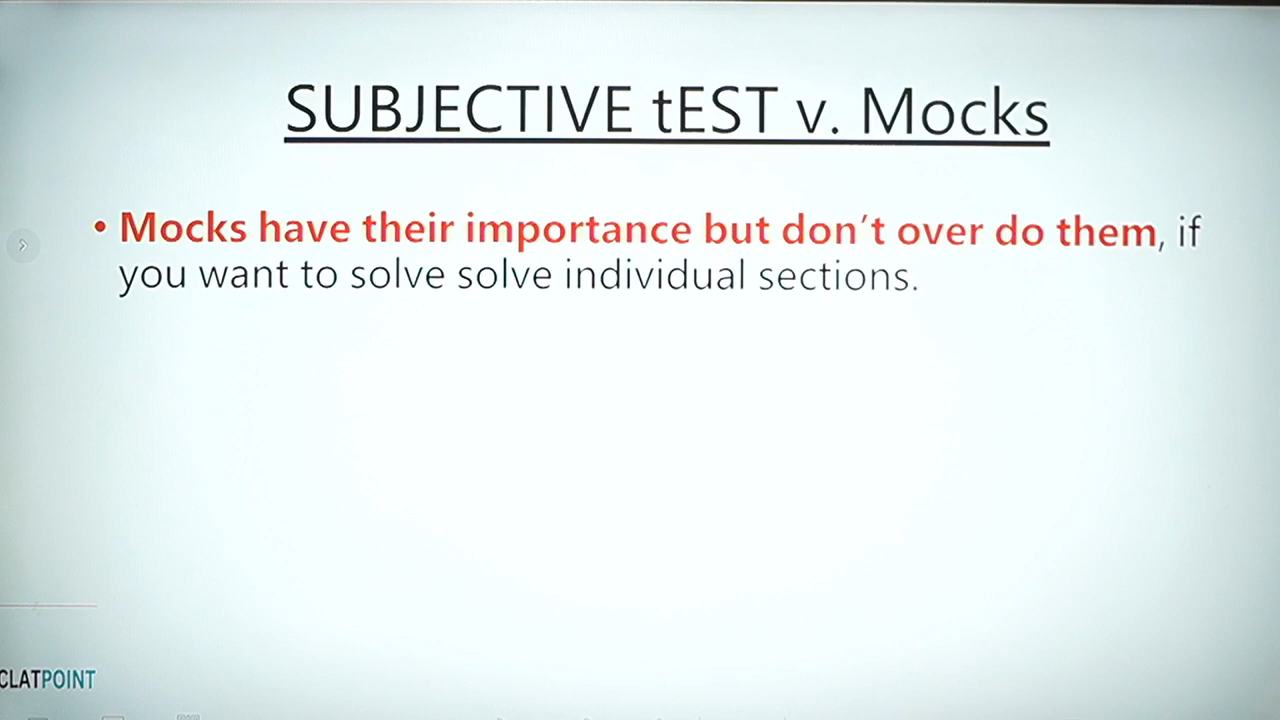 SUBJECTIVE tEST v. Mocks
• Mocks have their importance but don't over do them, if
you want to solve solve individual sections.
CLATPOINT